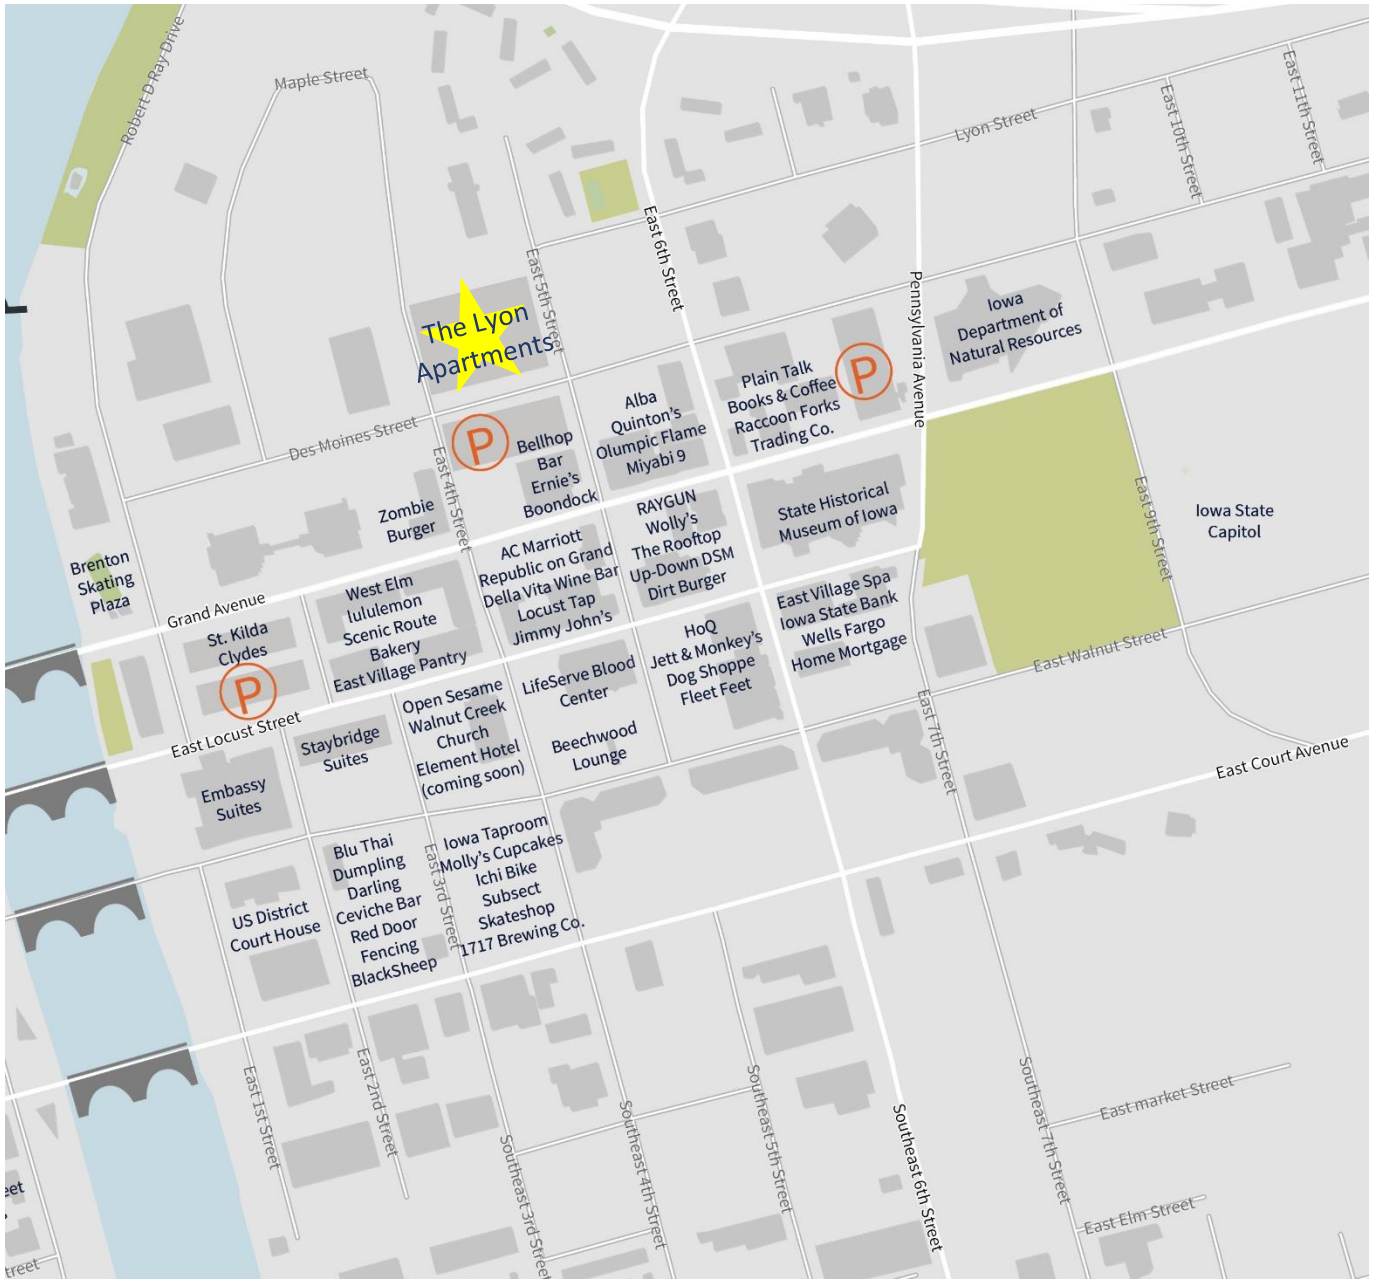 Robert D Ray Drive
Maple Street
Lyon Street
East 10th Street
East 11th Street
East 6th Street
East 5th Street
Pennsylvania Avenue
The Lyon
Apartments
Iowa
Department of
Natural Resources
Des Moines Street
P
Bellhop
Bar
Ernie's
Boondock
Alba
Quinton's
Olumpic Flame
Miyabi 9
Plain Talk
Books & Coffee
Raccoon Forks
Trading Co.
P
East 4th Street
Zombie
Burger
RAYGUN
Wolly's
The Rooftop
Up-Down DSM
Dirt Burger
State Historical
Museum of Iowa
East 9th Street
Iowa State
Capitol
Brenton
Skating
Plaza
Grand Avenue
St. Kilda
Clydes
P
West Elm
lululemon
Scenic Route
Bakery
East Village Pantry
AC Marriott
Republic on Grand
Della Vita Wine Bar
Locust Tap
Jimmy John's
East Village Spa
Iowa State Bank
Wells Fargo
Home Mortgage
HoQ
Jett & Monkey's
Dog Shoppe
Fleet Feet
East Walnut Street
East Locust Street
Staybridge
Suites
Open Sesame
Walnut Creek
Church
Element Hotel
(coming soon)
LifeServe Blood
Center
Beechwood
Lounge
East 7th Street
East Court Avenue
Embassy
Suites
US District
Court House
Blu Thai
Dumpling
Darling
Ceviche Bar
Red Door
Fencing
BlackSheep
East 3rd Street
Iowa Taproom
Molly's Cupcakes
Ichi Bike
Subsect
Skateshop
1717 Brewing Co.
East 1st Street
East 2nd Street
Southeast 3rd Street
Southeast 4th Street
Southeast 5th Street
Southeast 6th Street
Southeast 7th Street
East market Street
East Elm Street